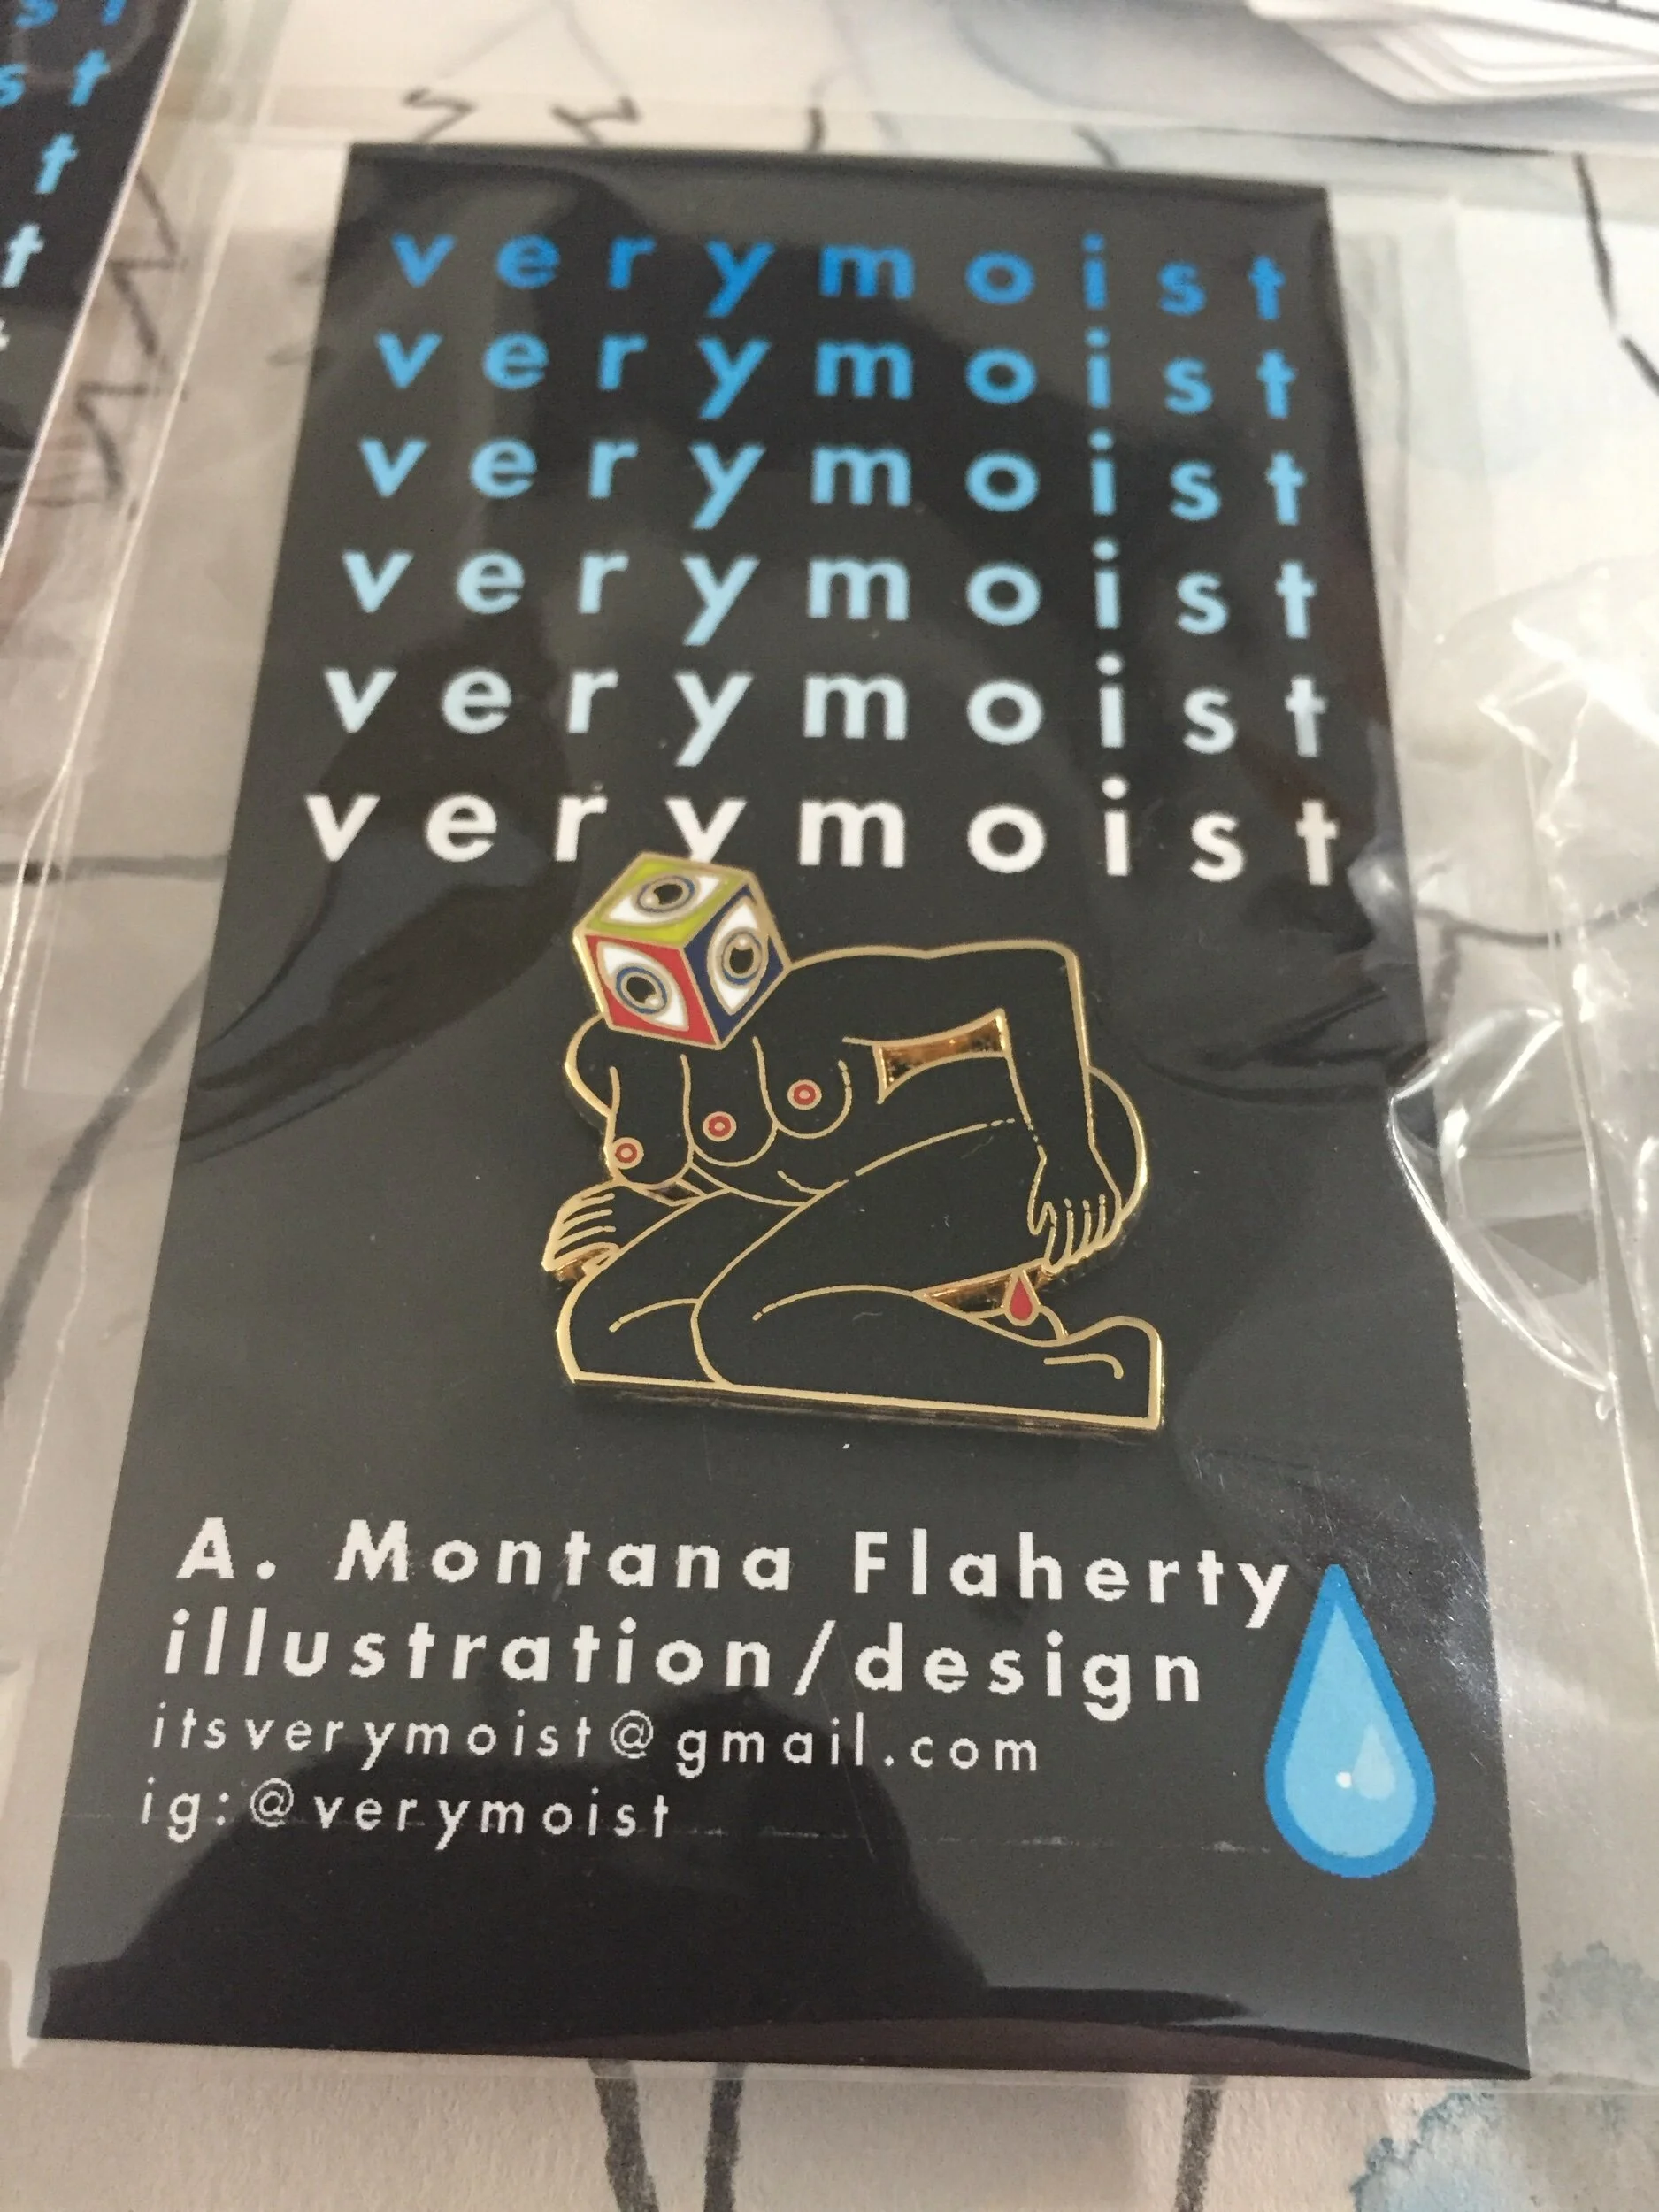 verymoist
verymoist
verymoist
verymoist
verymoist
verymoist
A. Montana Flaherty
illustration/design
itsverymoist@gmail.com
ig:@verymoist